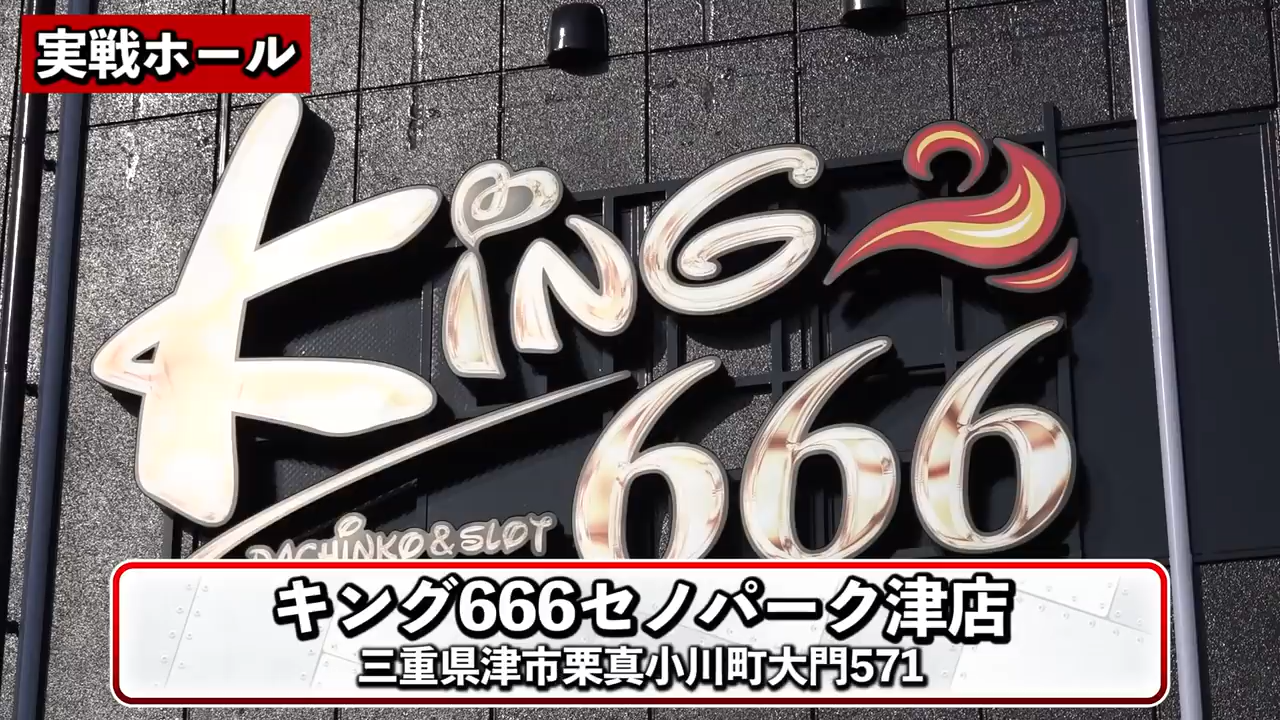 実戦ホール
KiNG
666
PACHINKO & SLOT
キング666セノパーク津店
三重県津市栗真小川町大門571